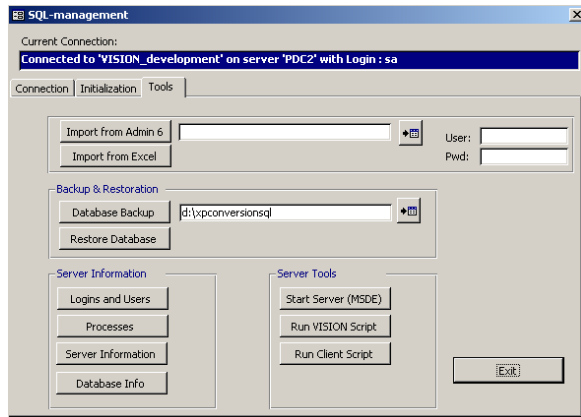 SQL-management
Current Connection:
Connected to 'VISION_development' on server 'PDC2' with Login : sa
Connection Initialization Tools
Import from Admin 6
User:
Import from Excel
Pwd:
Backup & Restoration
Database Backup d:\xpconversionsql
Restore Database
Server Information Server Tools
Logins and Users Start Server (MSDE)
Processes Run VISION Script
Server Information Run Client Script
Database Info Exit